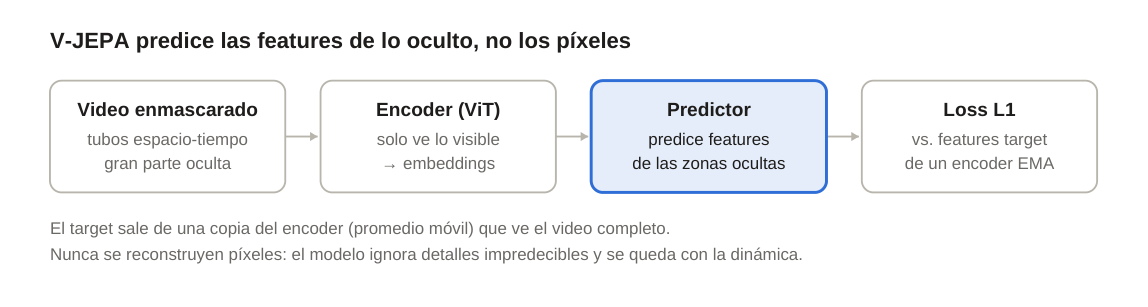 V-JEPA predice las features de lo oculto, no los píxeles
Video enmascarado
tubos espacio-tiempo
gran parte oculta
Encoder (ViT)
solo ve lo visible
→ embeddings
Predictor
predice features
de las zonas ocultas
Loss L1
vs. features target
de un encoder EMA
El target sale de una copia del encoder (promedio móvil) que ve el video completo.
Nunca se reconstruyen píxeles: el modelo ignora detalles impredecibles y se queda con la dinámica.